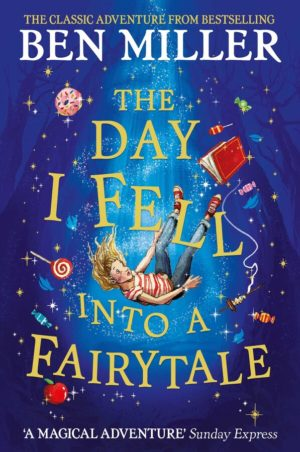 THE CLASSIC ADVENTURE FROM BESTSELLING
BEN MILLER
THE
DAY
I FELL
INTO A
FAIRYTALE
'A MAGICAL ADVENTURE' Sunday Express